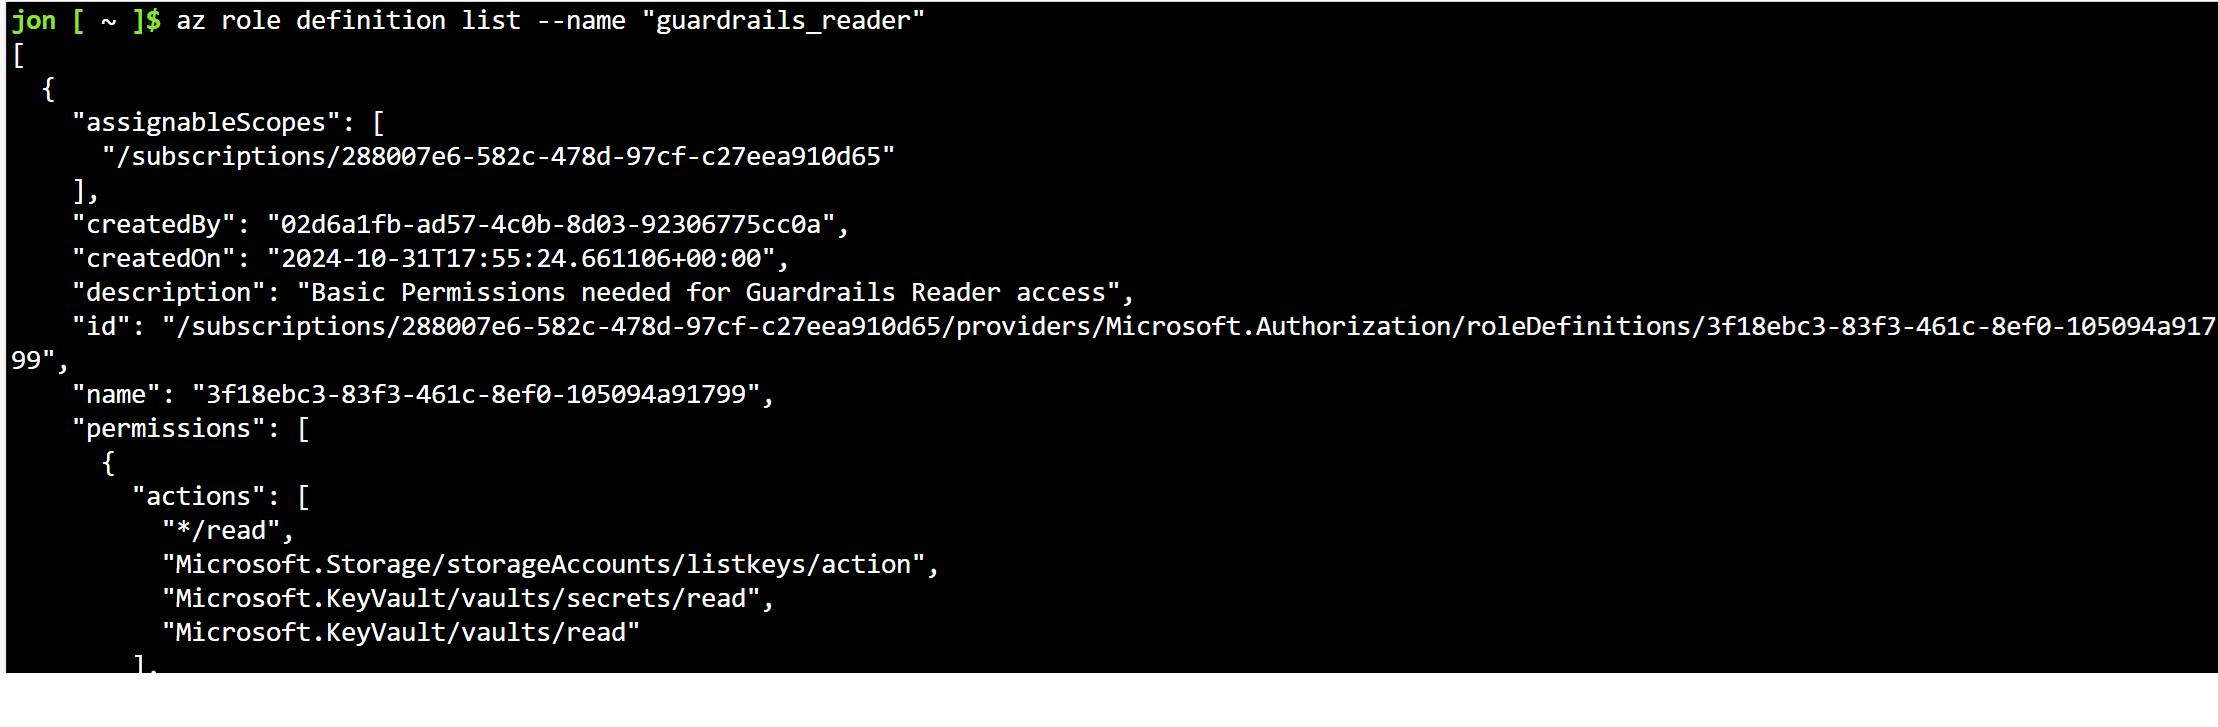 jon [ ~ ]$ az role definition list --name "guardrails_reader"
[
  {
    "assignableScopes": [
      "/subscriptions/288007e6-582c-478d-97cf-c27eea910d65"
    ],
    "createdBy": "02d6a1fb-ad57-4c0b-8d03-92306775cc0a",
    "createdOn": "2024-10-31T17:55:24.661106+00:00",
    "description": "Basic Permissions needed for Guardrails Reader access",
    "id": "/subscriptions/288007e6-582c-478d-97cf-c27eea910d65/providers/Microsoft.Authorization/roleDefinitions/3f18ebc3-83f3-461c-8ef0-105094a917
99",
    "name": "3f18ebc3-83f3-461c-8ef0-105094a91799",
    "permissions": [
      {
        "actions": [
          "*/read",
          "Microsoft.Storage/storageAccounts/listkeys/action",
          "Microsoft.KeyVault/vaults/secrets/read",
          "Microsoft.KeyVault/vaults/read"
        ],